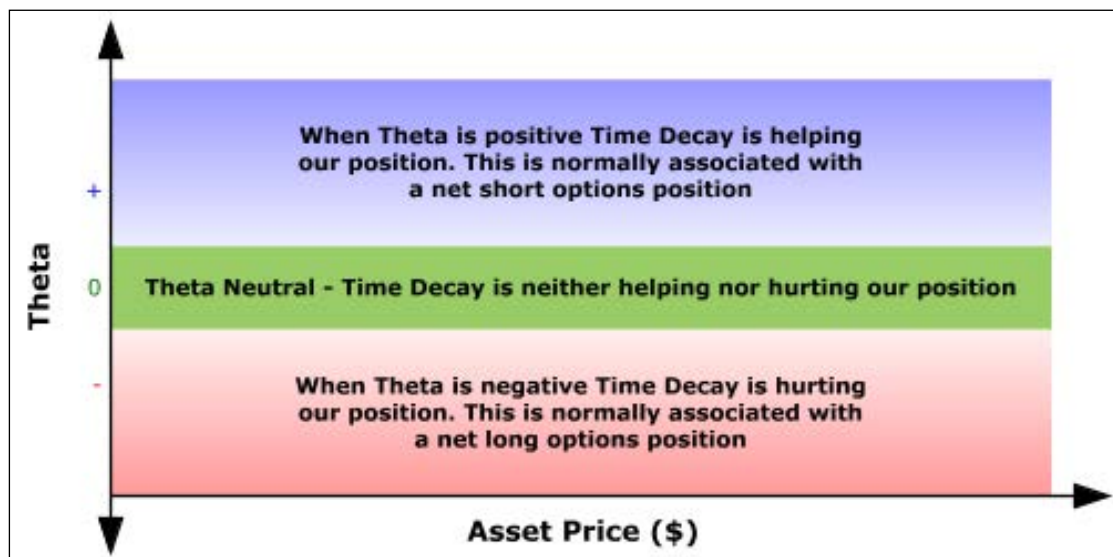 When Theta is positive Time Decay is helping
our position. This is normally associated with
a net short options position
+
Theta
0
Theta Neutral - Time Decay is neither helping nor hurting our position
-
When Theta is negative Time Decay is hurting
our position. This is normally associated with
a net long options position
Asset Price ($)